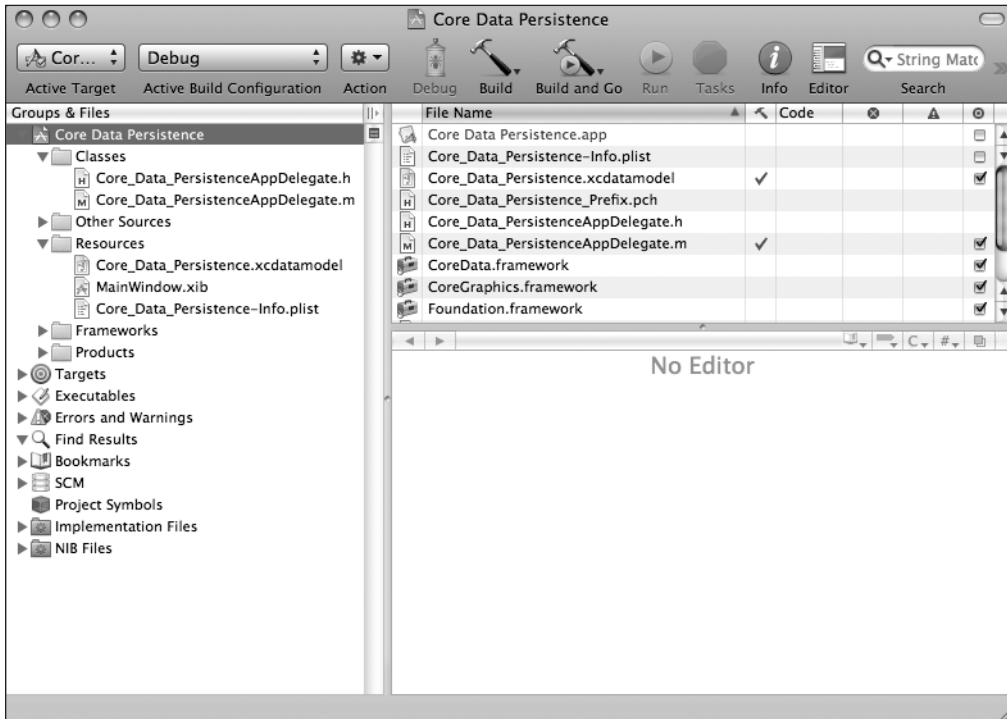 Core Data Persistence
Cor... Debug String Matc
Active Target Active Build Configuration Action Debug Build Build and Go Run Tasks Info Editor Search
Groups & Files
Core Data Persistence
Classes
Core_Data_PersistenceAppDelegate.h
Core_Data_PersistenceAppDelegate.m
Other Sources
Resources
Core_Data_Persistence.xcdatamodel
MainWindow.xib
Core_Data_Persistence-Info.plist
Frameworks
Products
Targets
Executables
Errors and Warnings
Find Results
Bookmarks
SCM
Project Symbols
Implementation Files
NIB Files
File Name Code
Core Data Persistence.app
Core_Data_Persistence-Info.plist
Core_Data_Persistence.xcdatamodel
Core_Data_Persistence_Prefix.pch
Core_Data_PersistenceAppDelegate.h
Core_Data_PersistenceAppDelegate.m
CoreData.framework
CoreGraphics.framework
Foundation.framework
C #
No Editor